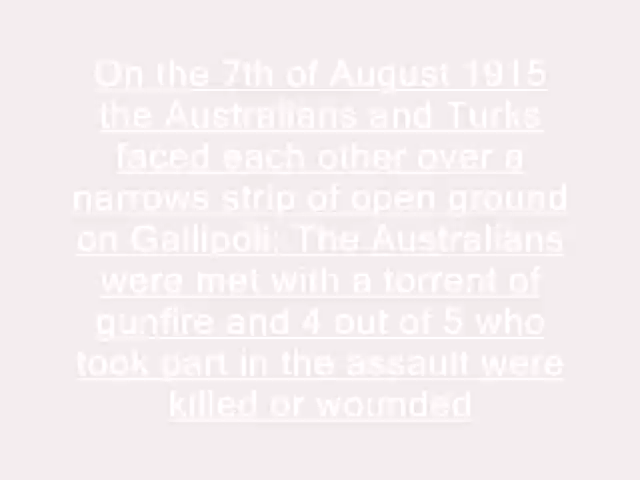 On the 7th of August 1915
the Australians and Turks
faced each other over a
narrows strip of open ground
on Gallipoli: The Australians
were met with a torrent of
gunfire and 4 out of 5 who
took part in the assault were
killed or wounded